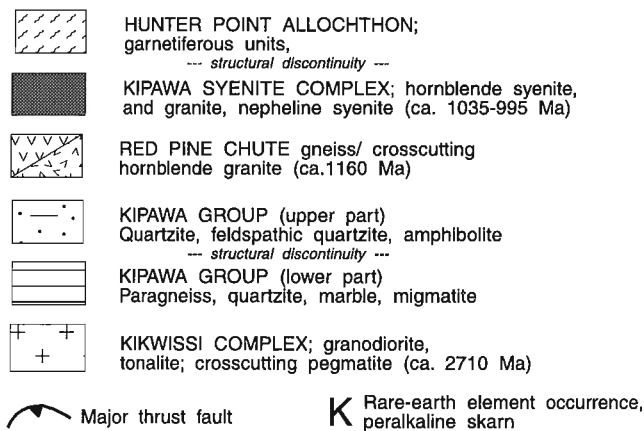 HUNTER POINT ALLOCHTHON;
garnetiferous units,
--- structural discontinuity ---
KIPAWA SYENITE COMPLEX; hornblende syenite,
and granite, nepheline syenite (ca. 1035-995 Ma)
RED PINE CHUTE gneiss/ crosscutting
hornblende granite (ca.1160 Ma)
KIPAWA GROUP (upper part)
Quartzite, feldspathic quartzite, amphibolite
--- structural discontinuity ---
KIPAWA GROUP (lower part)
Paragneiss, quartzite, marble, migmatite
KIKWISSI COMPLEX; granodiorite,
tonalite; crosscutting pegmatite (ca. 2710 Ma)
Major thrust fault
K Rare-earth element occurrence,
peralkaline skarn